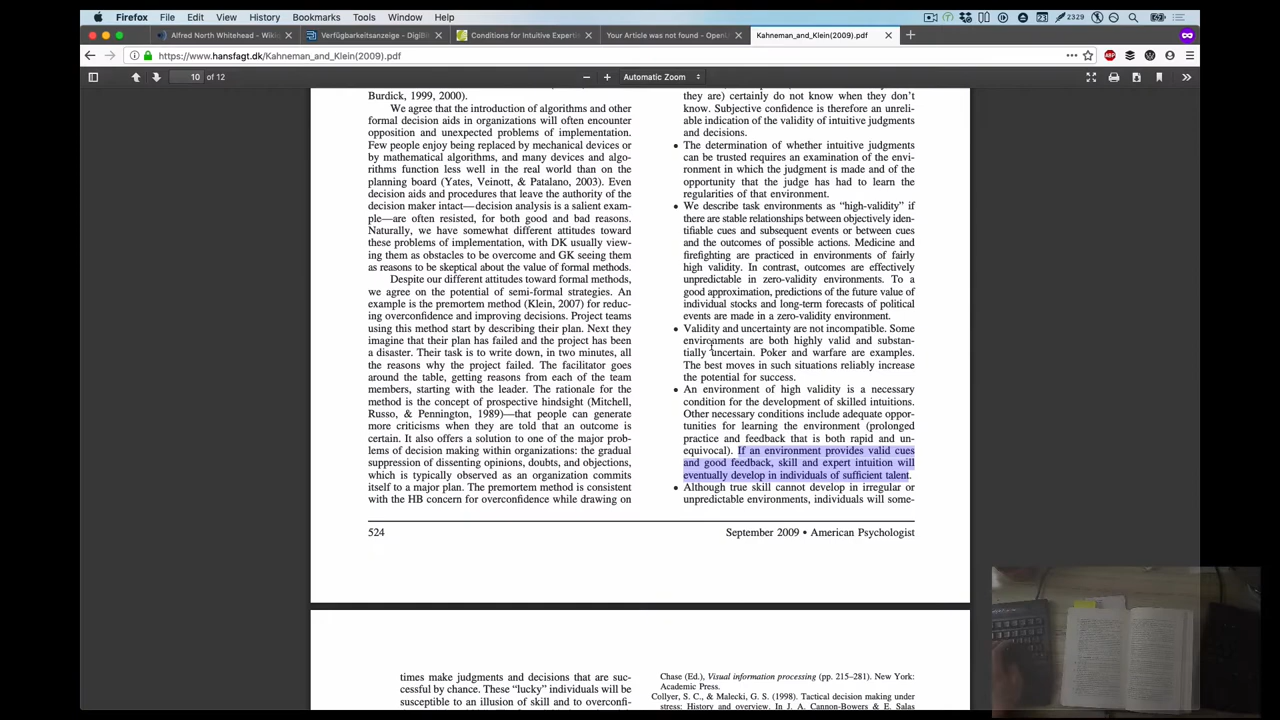 Firefox File Edit View History Bookmarks Tools Window Help
2329
Alfred North Whitehead – Wiki
Verfügbarkeitsanzeige – DigiBi
Conditions for Intuitive Experti
Your Article was not found - Open
Kahneman_and_Klein(2009).pdf
https://www.hansfagt.dk/Kahneman_and_Klein(2009).pdf
10 of 12
Automatic Zoom
Burdick, 1999, 2000).
We agree that the introduction of algorithms and other
formal decision aids in organizations will often encounter
opposition and unexpected problems of implementation.
Few people enjoy being replaced by mechanical devices or
by mathematical algorithms, and many devices and algo-
rithms function less well in the real world than on the
planning board (Yates, Veinott, & Patalano, 2003). Even
decision aids and procedures that leave the authority of the
decision maker intact—decision analysis is a salient exam-
ple—are often resisted, for both good and bad reasons.
Naturally, we have somewhat different attitudes toward
these problems of implementation, with DK usually view-
ing them as obstacles to be overcome and GK seeing them
as reasons to be skeptical about the value of formal methods.
Despite our different attitudes toward formal methods,
we agree on the potential of semi-formal strategies. An
example is the premortem method (Klein, 2007) for reduc-
ing overconfidence and improving decisions. Project teams
using this method start by describing their plan. Next they
imagine that their plan has failed and the project has been
a disaster. Their task is to write down, in two minutes, all
the reasons why the project failed. The facilitator goes
around the table, getting reasons from each of the team
members, starting with the leader. The rationale for the
method is the concept of prospective hindsight (Mitchell,
Russo, & Pennington, 1989)—that people can generate
more criticisms when they are told that an outcome is
certain. It also offers a solution to one of the major prob-
lems of decision making within organizations: the gradual
suppression of dissenting opinions, doubts, and objections,
which is typically observed as an organization commits
itself to a major plan. The premortem method is consistent
with the HB concern for overconfidence while drawing on
they are) certainly do not know when they don't
know. Subjective confidence is therefore an unreli-
able indication of the validity of intuitive judgments
and decisions.
• The determination of whether intuitive judgments
can be trusted requires an examination of the envi-
ronment in which the judgment is made and of the
opportunity that the judge has had to learn the
regularities of that environment.
• We describe task environments as “high-validity” if
there are stable relationships between objectively iden-
tifiable cues and subsequent events or between cues
and the outcomes of possible actions. Medicine and
firefighting are practiced in environments of fairly
high validity. In contrast, outcomes are effectively
unpredictable in zero-validity environments. To a
good approximation, predictions of the future value of
individual stocks and long-term forecasts of political
events are made in a zero-validity environment.
• Validity and uncertainty are not incompatible. Some
environments are both highly valid and substan-
tially uncertain. Poker and warfare are examples.
The best moves in such situations reliably increase
the potential for success.
• An environment of high validity is a necessary
condition for the development of skilled intuitions.
Other necessary conditions include adequate oppor-
tunities for learning the environment (prolonged
practice and feedback that is both rapid and un-
equivocal). If an environment provides valid cues
and good feedback, skill and expert intuition will
eventually develop in individuals of sufficient talent.
• Although true skill cannot develop in irregular or
unpredictable environments, individuals will some-
524
September 2009 • American Psychologist
times make judgments and decisions that are suc-
cessful by chance. These “lucky” individuals will be
susceptible to an illusion of skill and to overconfi-
Chase (Ed.), Visual information processing (pp. 215–281). New York:
Academic Press.
Collyer, S. C., & Malecki, G. S. (1998). Tactical decision making under
stress: History and overview. In J. A. Cannon-Bowers & E. Salas